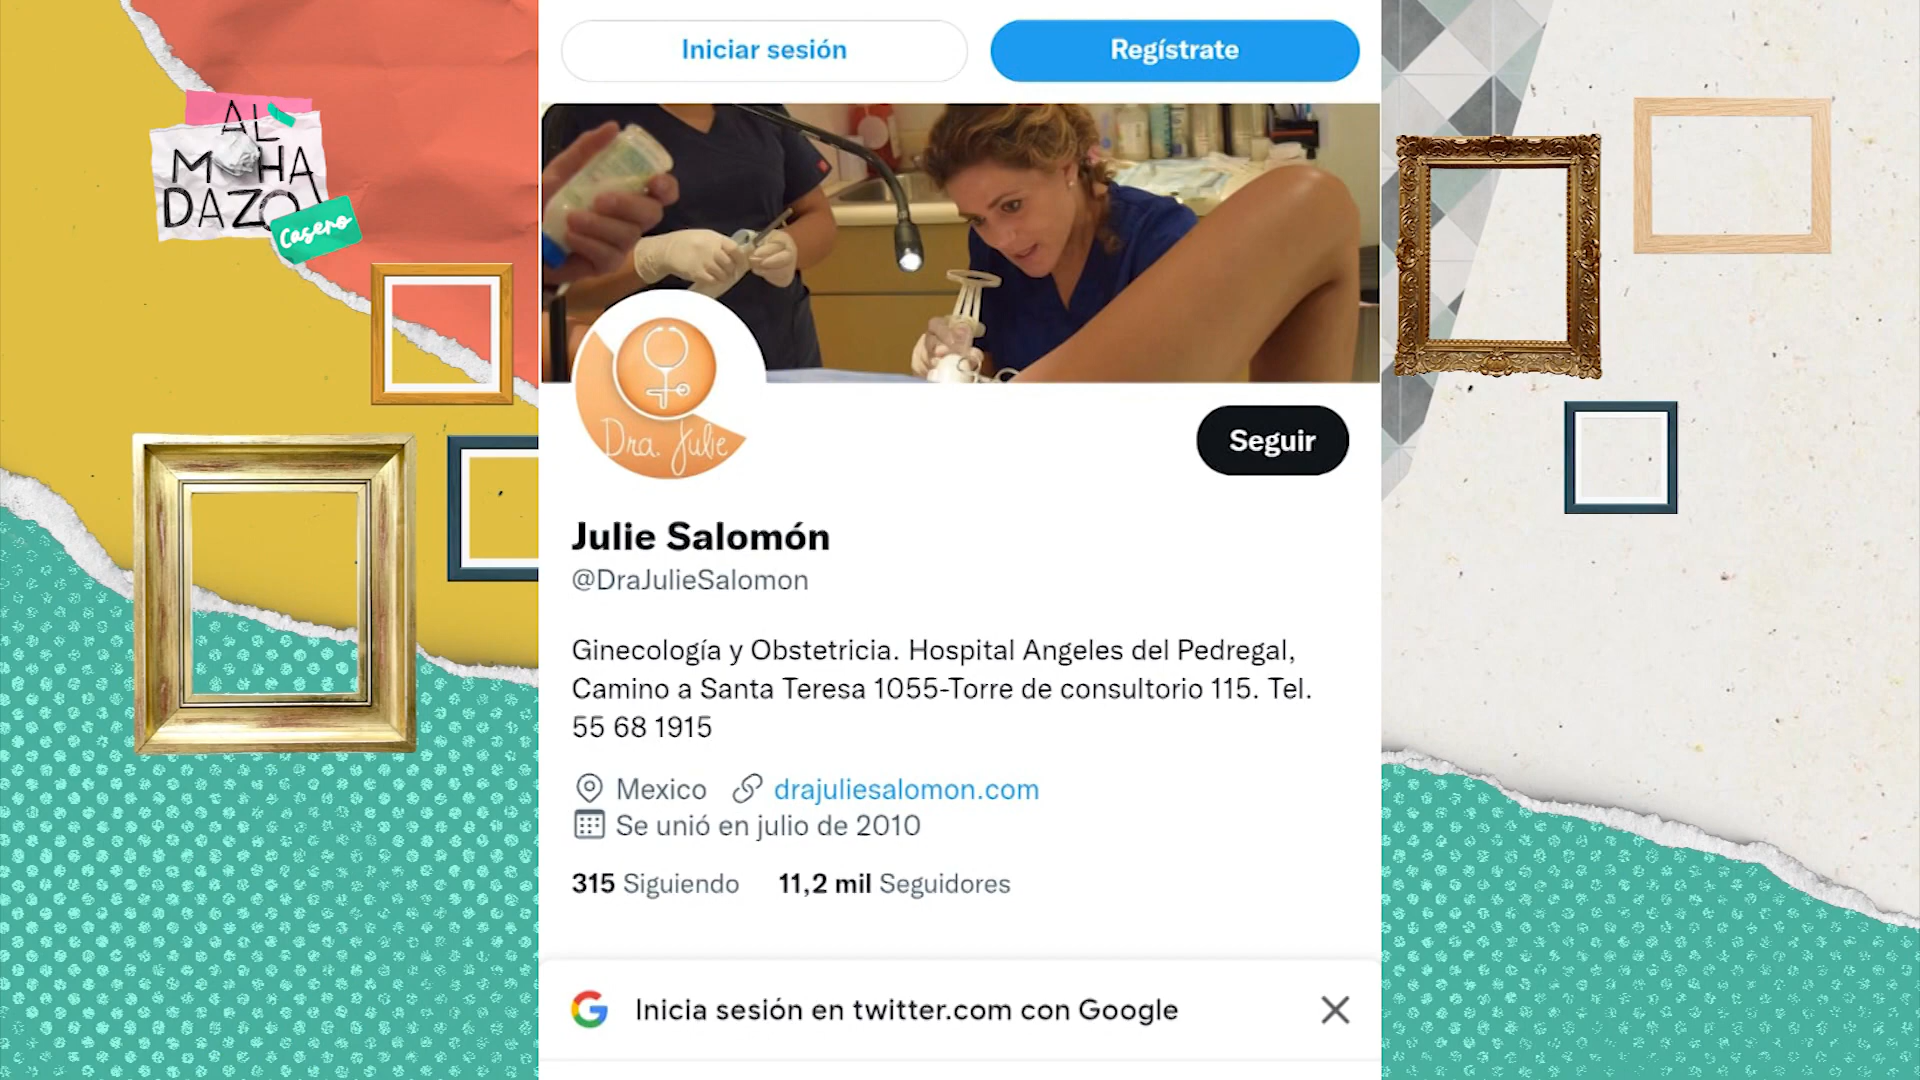 AL
MOHA
DAZO
Casero
Iniciar sesión
Regístrate
Dra. Julie
Seguir
Julie Salomón
@DraJulieSalomon
Ginecología y Obstetricia. Hospital Angeles del Pedregal,
Camino a Santa Teresa 1055-Torre de consultorio 115. Tel.
55 68 1915
Mexico drajuliesalomon.com
Se unió en julio de 2010
315 Siguiendo 11,2 mil Seguidores
Inicia sesión en twitter.com con Google